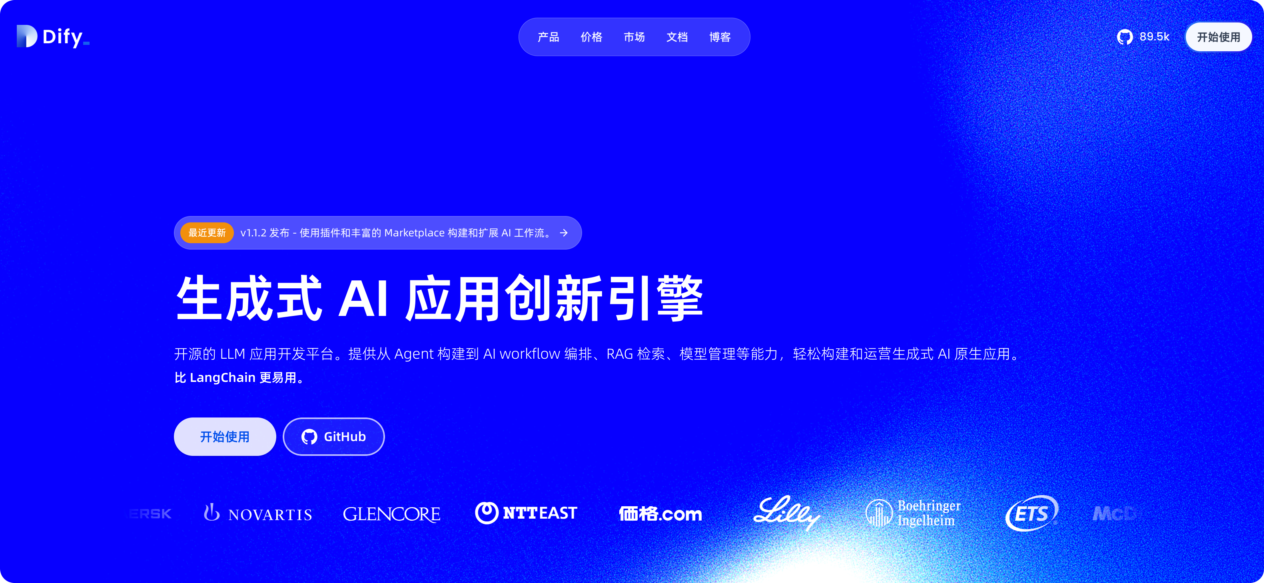 Dify_
产品 价格 市场 文档 博客
89.5k
开始使用
最近更新 v1.1.2 发布 - 使用插件和丰富的 Marketplace 构建和扩展 AI 工作流。 →
生成式 AI 应用创新引擎
开源的 LLM 应用开发平台。提供从 Agent 构建到 AI workflow 编排、RAG 检索、模型管理等能力，轻松构建和运营生成式 AI 原生应用。
比 LangChain 更易用。
开始使用 GitHub
ERSK NOVARTIS GLENCORE NTT EAST 価格.com Lilly Boehringer Ingelheim ETS McD